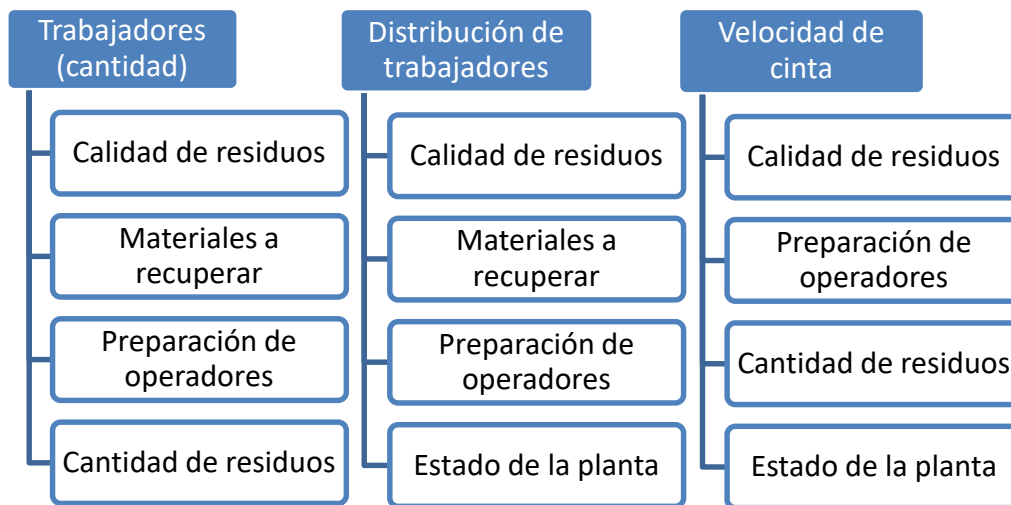 Trabajadores
(cantidad)
Calidad de residuos
Materiales a
recuperar
Preparación de
operadores
Cantidad de residuos
Distribución de
trabajadores
Calidad de residuos
Materiales a
recuperar
Preparación de
operadores
Estado de la planta
Velocidad de
cinta
Calidad de residuos
Preparación de
operadores
Cantidad de residuos
Estado de la planta